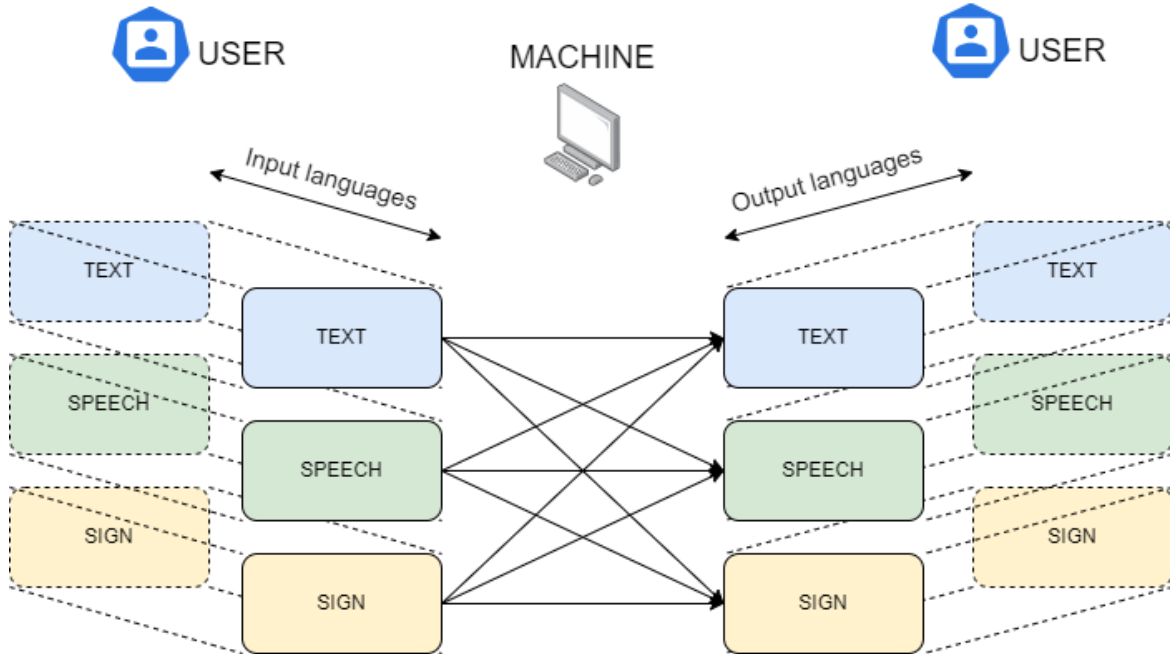 USER
MACHINE
USER
Input languages
Output languages
TEXT
TEXT
TEXT
TEXT
SPEECH
SPEECH
SPEECH
SPEECH
SIGN
SIGN
SIGN
SIGN